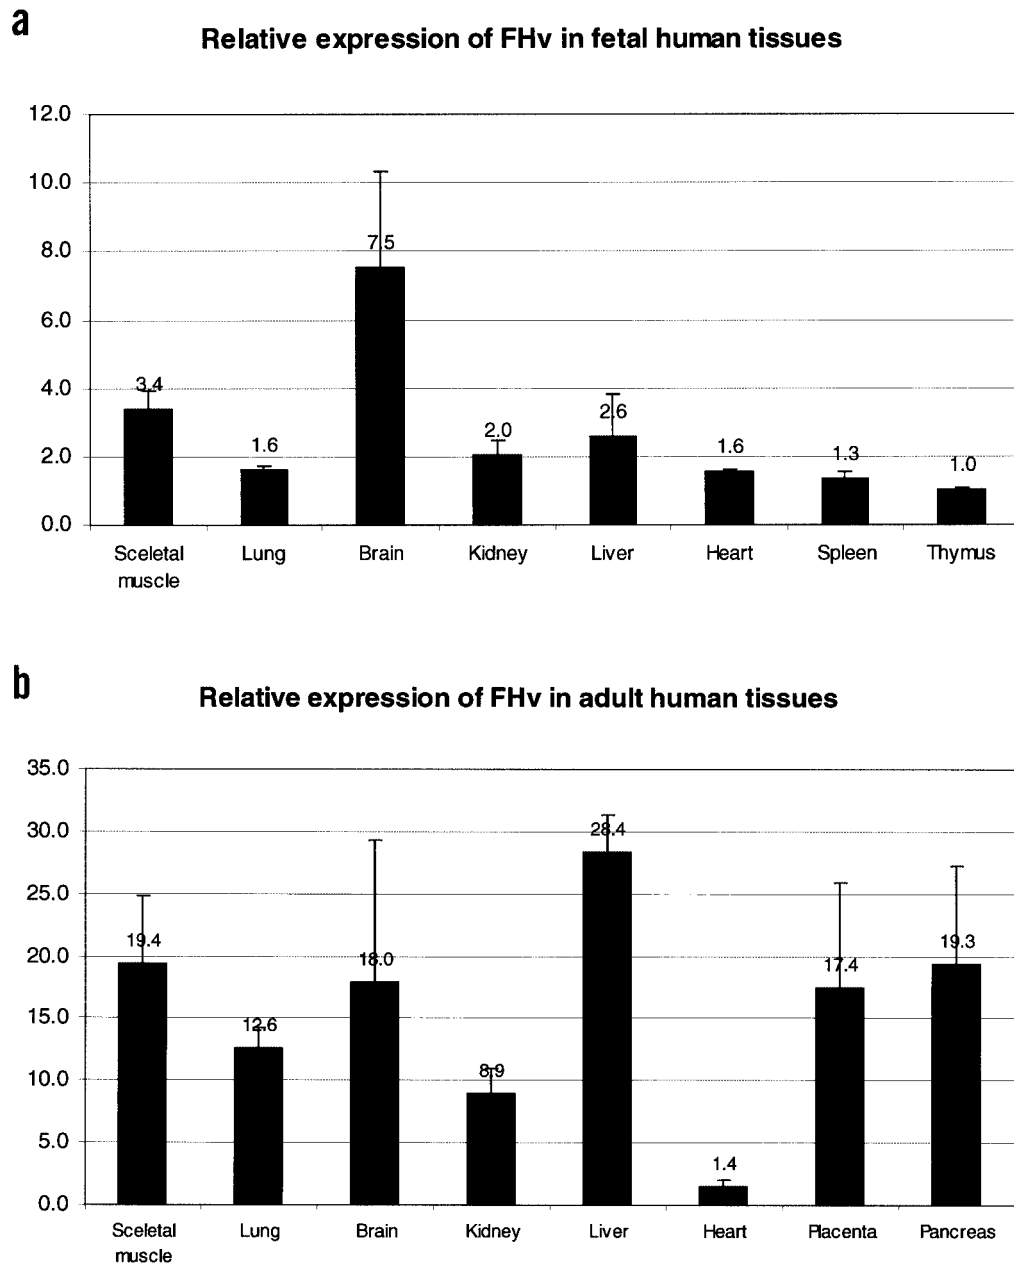 a
Relative expression of FHv in fetal human tissues
12.0
10.0
8.0
6.0
4.0
2.0
0.0
3.4
1.6
7.5
2.0
2.6
1.6
1.3
1.0
Sceletal
muscle
Lung
Brain
Kidney
Liver
Heart
Spleen
Thymus
b
Relative expression of FHv in adult human tissues
35.0
30.0
25.0
20.0
15.0
10.0
5.0
0.0
19.4
12.6
18.0
8.9
28.4
1.4
17.4
19.3
Sceletal
muscle
Lung
Brain
Kidney
Liver
Heart
Placenta
Pancreas